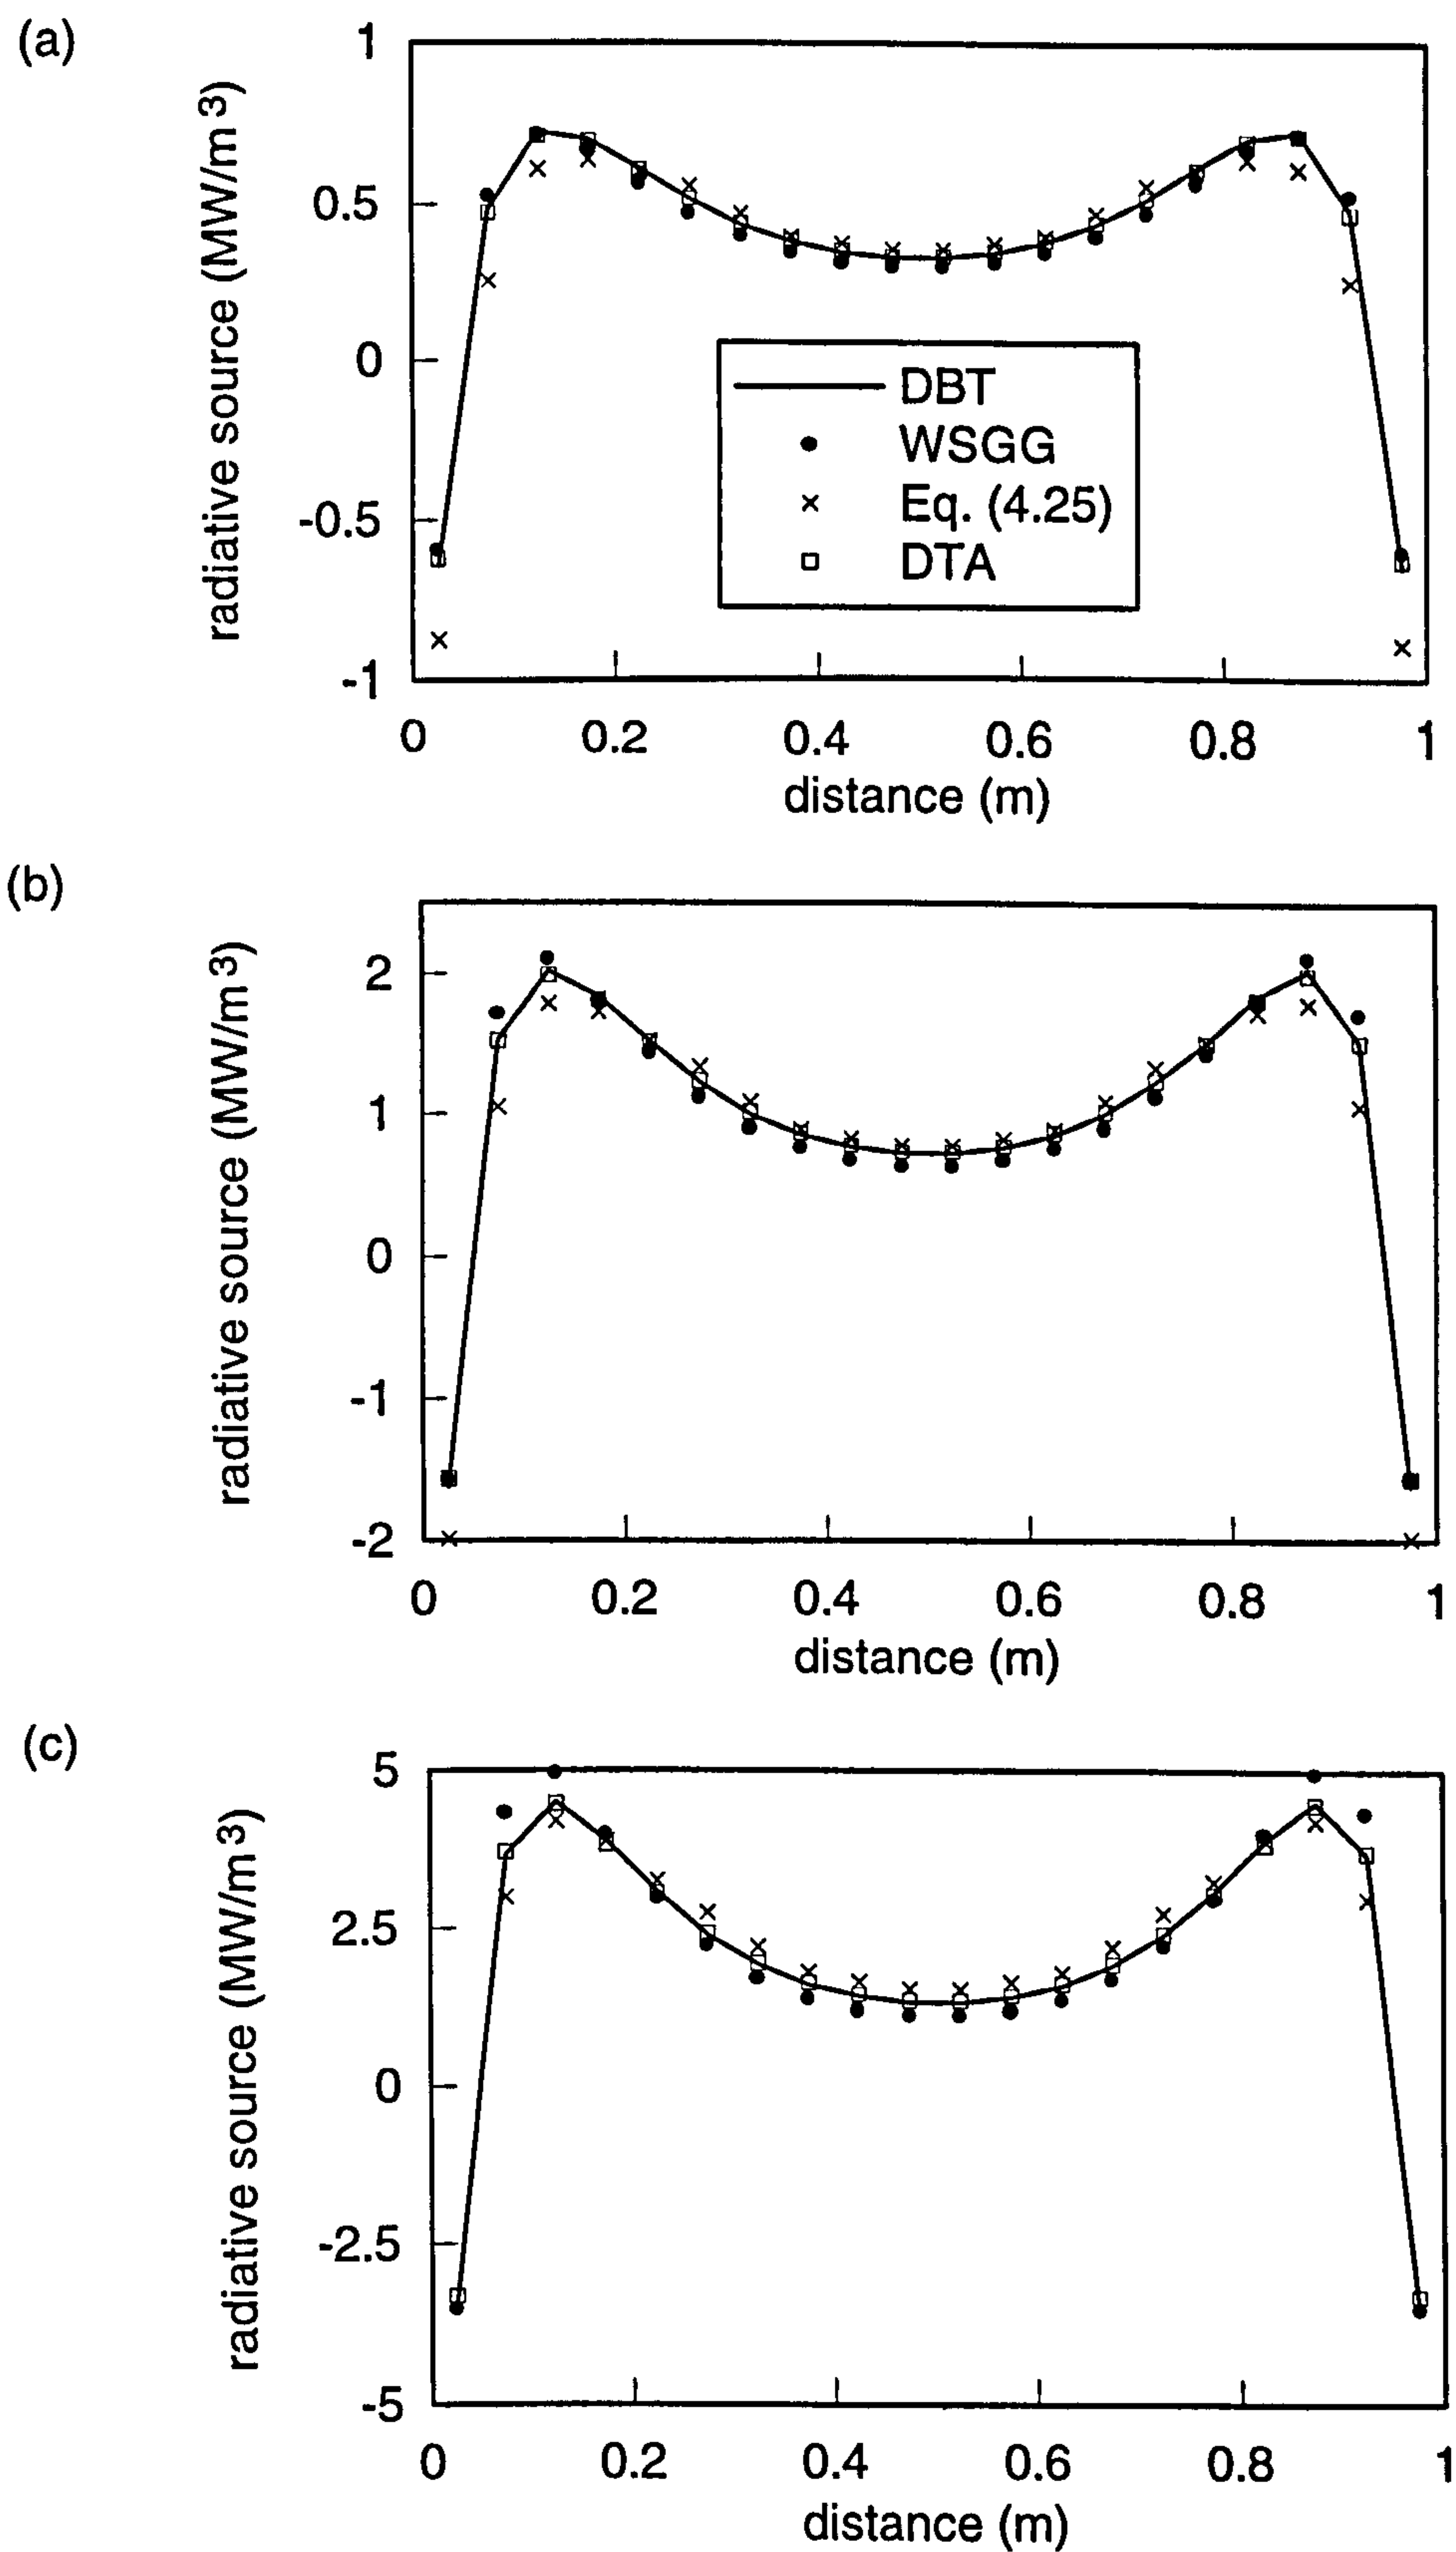 (a)
radiative source (MW/m³)
1
0.5
0
-0.5
-1
DBT
WSGG
Eq. (4.25)
DTA
0 0.2 0.4 0.6 0.8 1
distance (m)
(b)
radiative source (MW/m³)
2
1
0
-1
-2
0 0.2 0.4 0.6 0.8 1
distance (m)
(c)
radiative source (MW/m³)
5
2.5
0
-2.5
-5
0 0.2 0.4 0.6 0.8 1
distance (m)